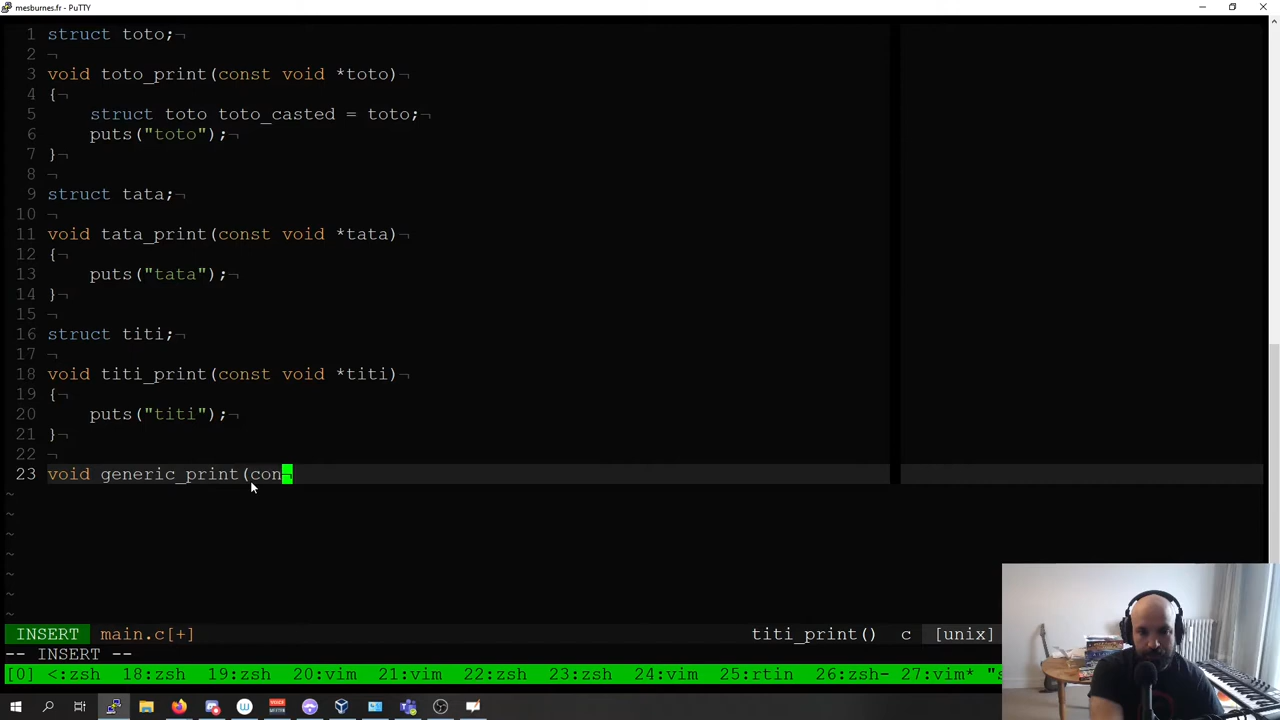 mesburnes.fr - PuTTY
1 struct toto;¬
2 ¬
3 void toto_print(const void *toto)¬
4 {¬
5     struct toto toto_casted = toto;¬
6     puts("toto");¬
7 }¬
8 ¬
9 struct tata;¬
10 ¬
11 void tata_print(const void *tata)¬
12 {¬
13     puts("tata");¬
14 }¬
15 ¬
16 struct titi;¬
17 ¬
18 void titi_print(const void *titi)¬
19 {¬
20     puts("titi");¬
21 }¬
22 ¬
23 void generic_print(con¬
~
~
~
~
~
~
~
INSERT main.c[+] titi_print() c [unix]
-- INSERT --
[0] <:zsh 18:zsh 19:zsh 20:vim 21:vim 22:zsh 23:zsh 24:vim 25:rtin 26:zsh- 27:vim* "s